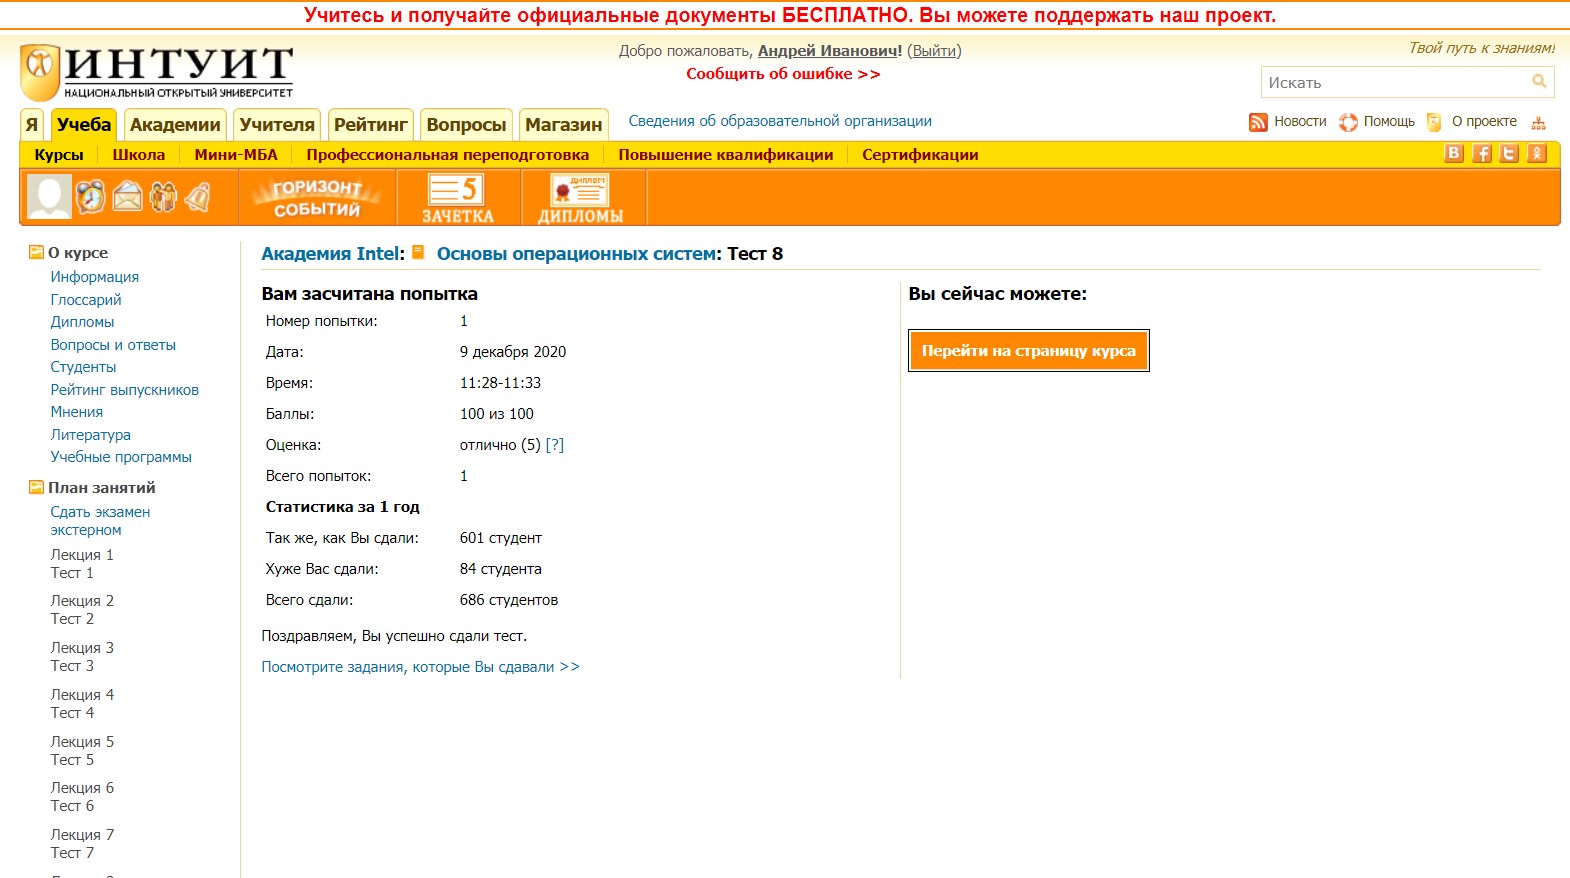 Учитесь и получайте официальные документы БЕСПЛАТНО. Вы можете поддержать наш проект.
ИНТУИТ
НАЦИОНАЛЬНЫЙ ОТКРЫТЫЙ УНИВЕРСИТЕТ
Добро пожаловать, Андрей Иванович! (Выйти)
Сообщить об ошибке >>
Твой путь к знаниям!
Искать
Я Учеба Академии Учителя Рейтинг Вопросы Магазин Сведения об образовательной организации
Новости Помощь О проекте
Курсы Школа Мини-МБА Профессиональная переподготовка Повышение квалификации Сертификации
ГОРИЗОНТ СОБЫТИЙ
5
ЗАЧЕТКА
ДИПЛОМ
ДИПЛОМЫ
О курсе
Информация
Глоссарий
Дипломы
Вопросы и ответы
Студенты
Рейтинг выпускников
Мнения
Литература
Учебные программы
План занятий
Сдать экзамен
экстерном
Лекция 1
Тест 1
Лекция 2
Тест 2
Лекция 3
Тест 3
Лекция 4
Тест 4
Лекция 5
Тест 5
Лекция 6
Тест 6
Лекция 7
Тест 7
Академия Intel: Основы операционных систем: Тест 8
Вам засчитана попытка
Номер попытки: 1
Дата: 9 декабря 2020
Время: 11:28-11:33
Баллы: 100 из 100
Оценка: отлично (5) [?]
Всего попыток: 1
Статистика за 1 год
Так же, как Вы сдали: 601 студент
Хуже Вас сдали: 84 студента
Всего сдали: 686 студентов
Поздравляем, Вы успешно сдали тест.
Посмотрите задания, которые Вы сдавали >>
Вы сейчас можете:
Перейти на страницу курса